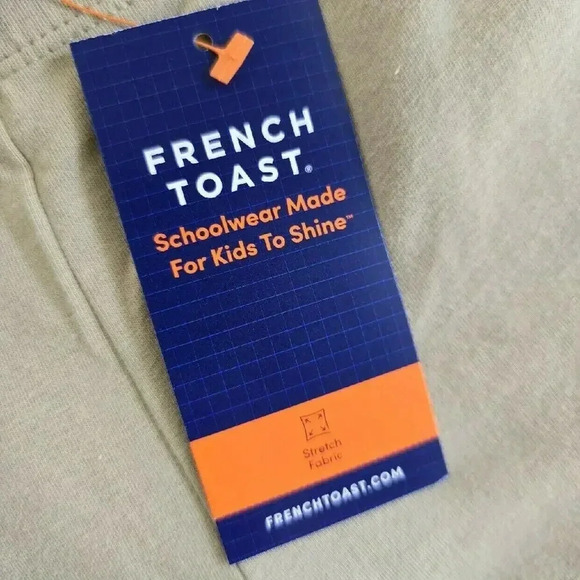 FRENCH
TOAST®
Schoolwear Made
For Kids To Shine™
Stretch
Fabric
FRENCHTOAST.COM